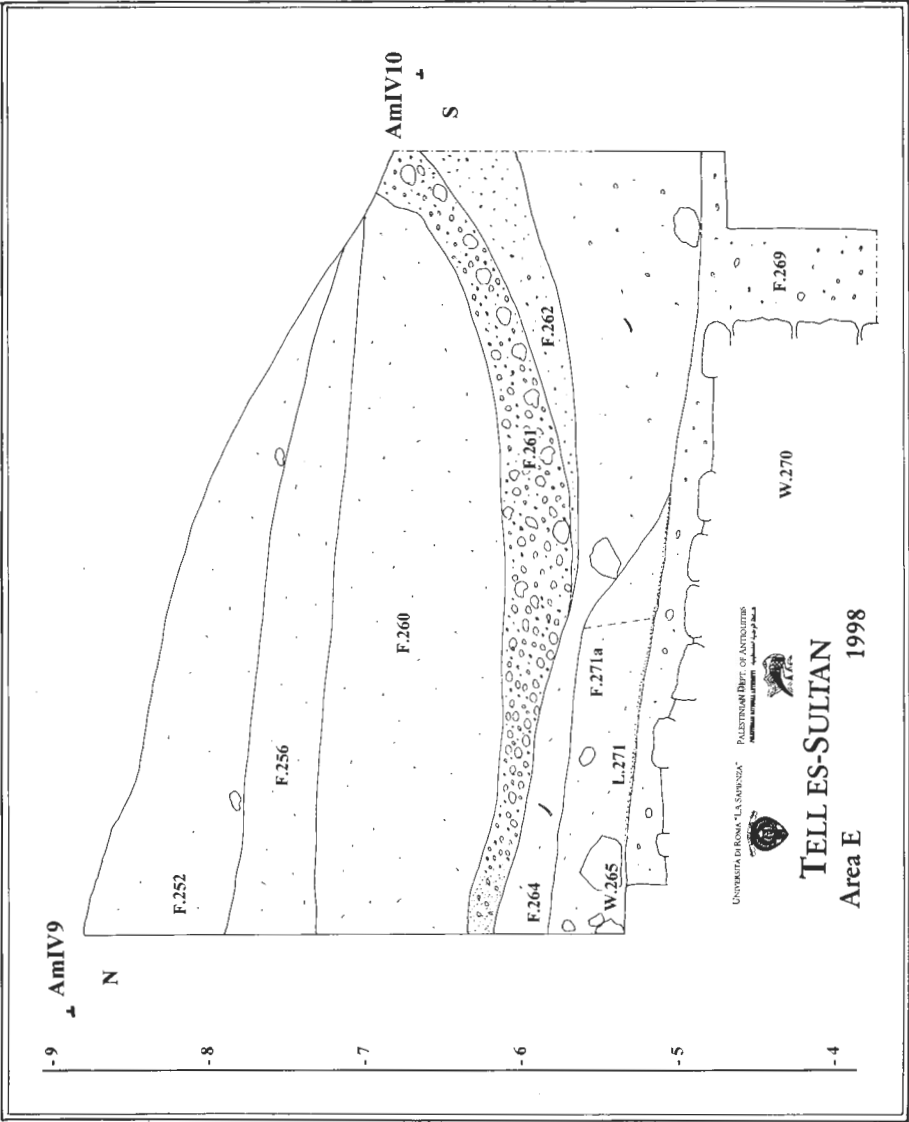 AmIV9
AmIV10
N
S
-9
-8
-7
-6
-5
-4
F.252
F.256
F.260
F.261
F.262
F.264
F.271a
L.271
W.265
F.269
W.270
UNIVERSITÀ DI ROMA "LA SAPIENZA"
PALESTINIAN DEPT. OF ANTIQUITIES
TELL ES-SULTAN
Area E 1998